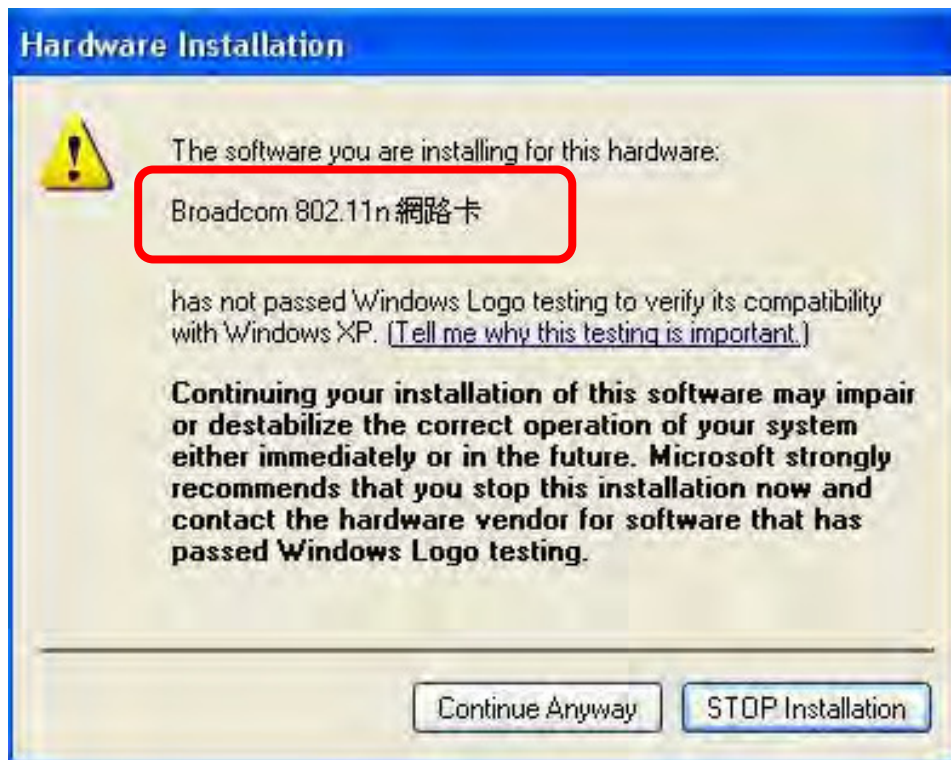 Hardware Installation
The software you are installing for this hardware:
Broadcom 802.11n 網路卡
has not passed Windows Logo testing to verify its compatibility
with Windows XP. (Tell me why this testing is important.)
Continuing your installation of this software may impair
or destabilize the correct operation of your system
either immediately or in the future. Microsoft strongly
recommends that you stop this installation now and
contact the hardware vendor for software that has
passed Windows Logo testing.
Continue Anyway STOP Installation